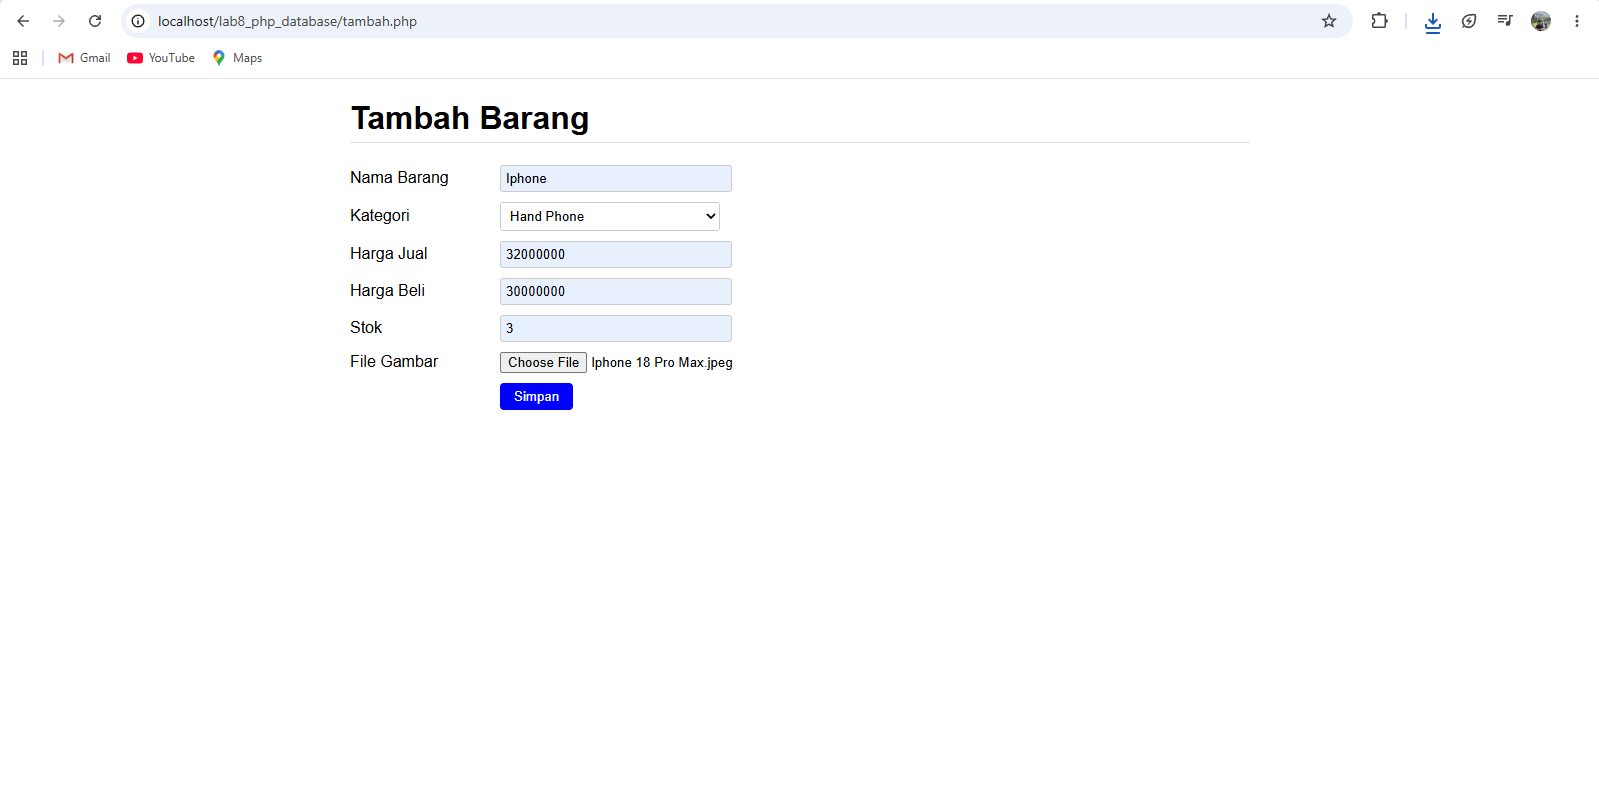 localhost/lab8_php_database/tambah.php
Gmail YouTube Maps
Tambah Barang
Nama Barang Iphone
Kategori Hand Phone
Harga Jual 32000000
Harga Beli 30000000
Stok 3
File Gambar Choose File Iphone 18 Pro Max.jpeg
Simpan